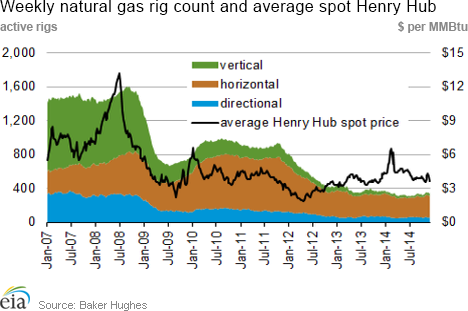 Weekly natural gas rig count and average spot Henry Hub
active rigs $ per MMBtu
2,000 $15
1,600 $12
1,200 $9
800 $6
400 $3
0 $0
vertical
horizontal
directional
average Henry Hub spot price
Jan-07 Jul-07 Jan-08 Jul-08 Jan-09 Jul-09 Jan-10 Jul-10 Jan-11 Jul-11 Jan-12 Jul-12 Jan-13 Jul-13 Jan-14 Jul-14
eia Source: Baker Hughes